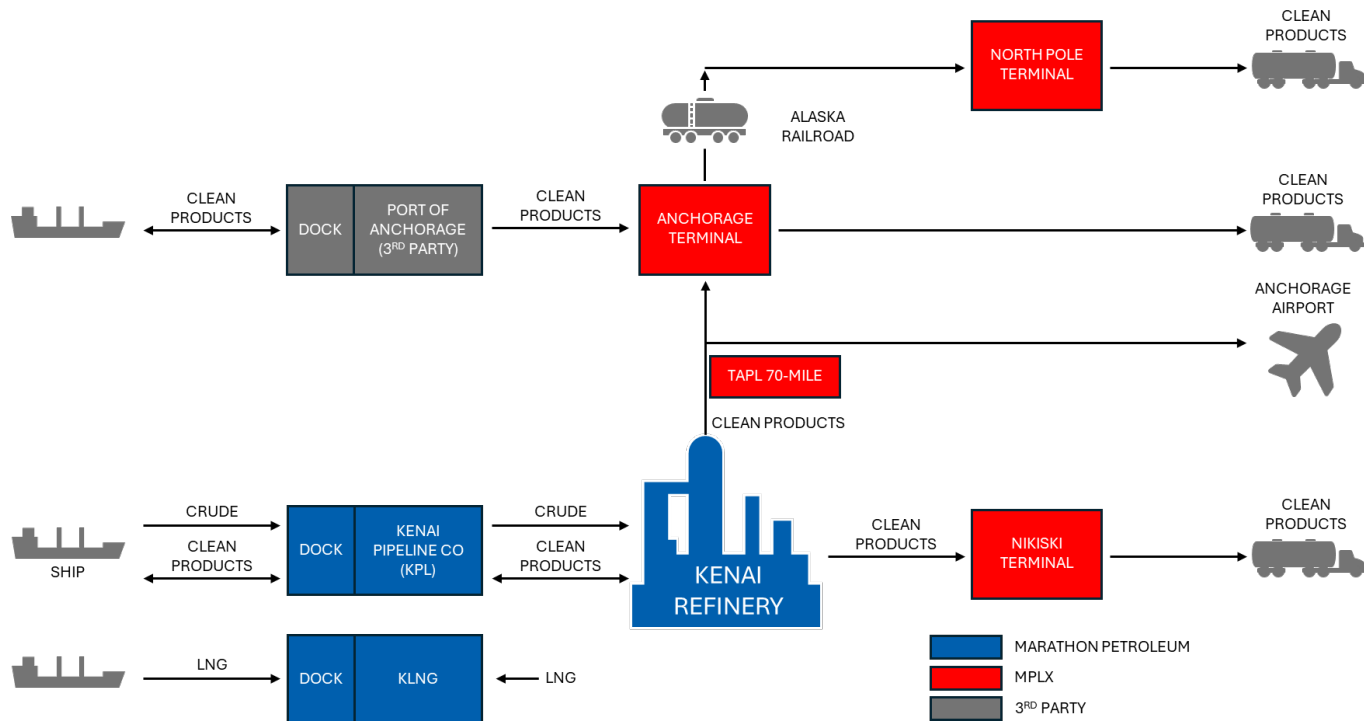 CLEAN
PRODUCTS
NORTH POLE
TERMINAL
ALASKA
RAILROAD
CLEAN
PRODUCTS
DOCK
PORT OF
ANCHORAGE
(3RD PARTY)
CLEAN
PRODUCTS
ANCHORAGE
TERMINAL
CLEAN
PRODUCTS
ANCHORAGE
AIRPORT
TAPL 70-MILE
CLEAN PRODUCTS
CRUDE
CLEAN
PRODUCTS
SHIP
DOCK
KENAI
PIPELINE CO
(KPL)
CRUDE
CLEAN
PRODUCTS
KENAI
REFINERY
CLEAN
PRODUCTS
NIKISKI
TERMINAL
CLEAN
PRODUCTS
LNG
DOCK
KLNG
LNG
MARATHON PETROLEUM
MPLX
3RD PARTY